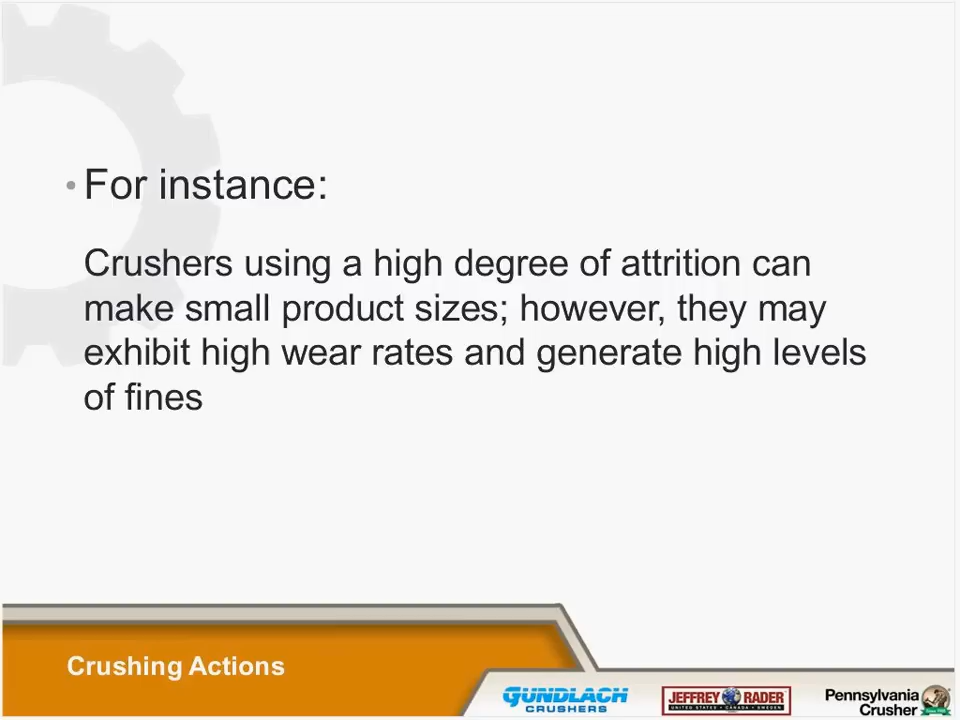 • For instance:
Crushers using a high degree of attrition can
make small product sizes; however, they may
exhibit high wear rates and generate high levels
of fines
Crushing Actions
GUNDLACH
CRUSHERS
JEFFREY RADER
UNITED STATES • CANADA • SWEDEN
Pennsylvania
Crusher